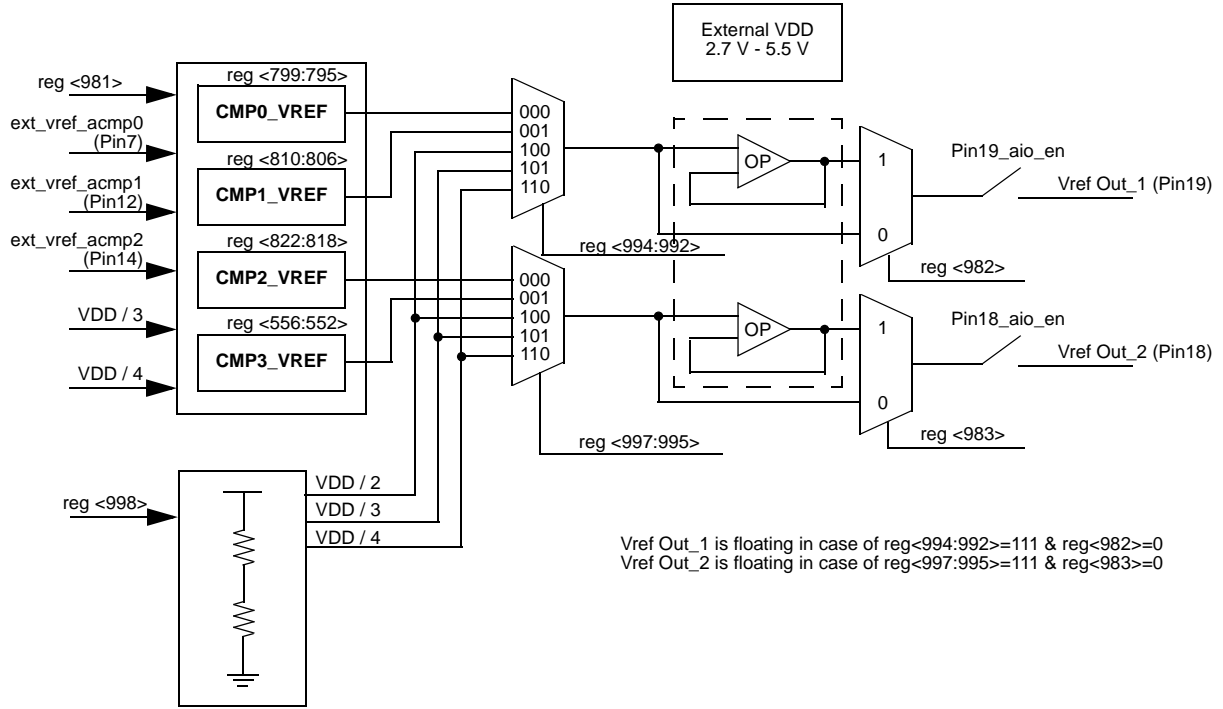 External VDD
2.7 V - 5.5 V
reg <981>
ext_vref_acmp0
(Pin7)
ext_vref_acmp1
(Pin12)
ext_vref_acmp2
(Pin14)
VDD / 3
VDD / 4
reg <799:795>
CMP0_VREF
reg <810:806>
CMP1_VREF
reg <822:818>
CMP2_VREF
reg <556:552>
CMP3_VREF
000
001
100
101
110
reg <994:992>
OP
1
0
reg <982>
Pin19_aio_en
Vref Out_1 (Pin19)
000
001
100
101
110
reg <997:995>
OP
1
0
reg <983>
Pin18_aio_en
Vref Out_2 (Pin18)
reg <998>
VDD / 2
VDD / 3
VDD / 4
Vref Out_1 is floating in case of reg<994:992>=111 & reg<982>=0
Vref Out_2 is floating in case of reg<997:995>=111 & reg<983>=0